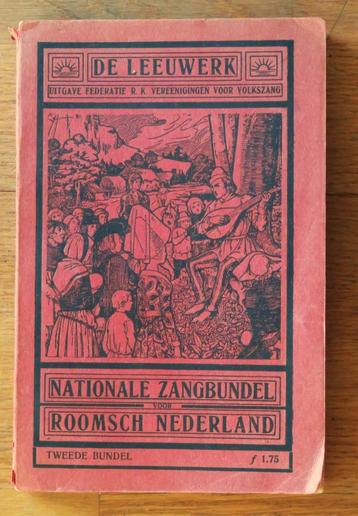 DE LEEUWERK
UITGAVE FEDERATIE R. K. VEREENIGINGEN VOOR VOLKSZANG
NATIONALE ZANGBUNDEL
VOOR
ROOMSCH NEDERLAND
TWEEDE BUNDEL f 1.75